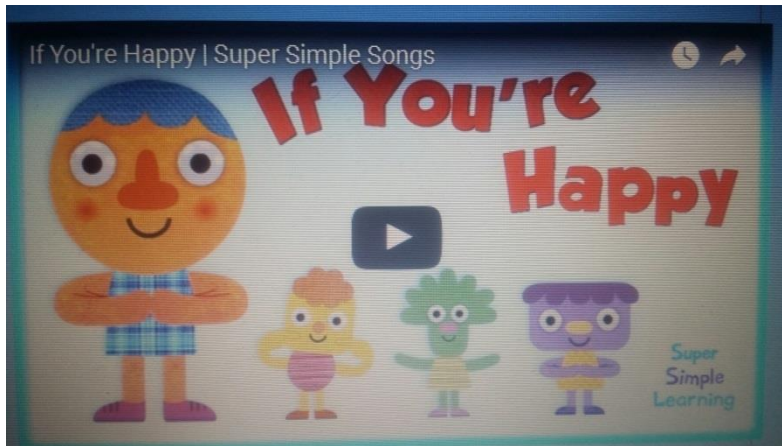 If You're Happy | Super Simple Songs
If You're
Happy
Super
Simple
Learning